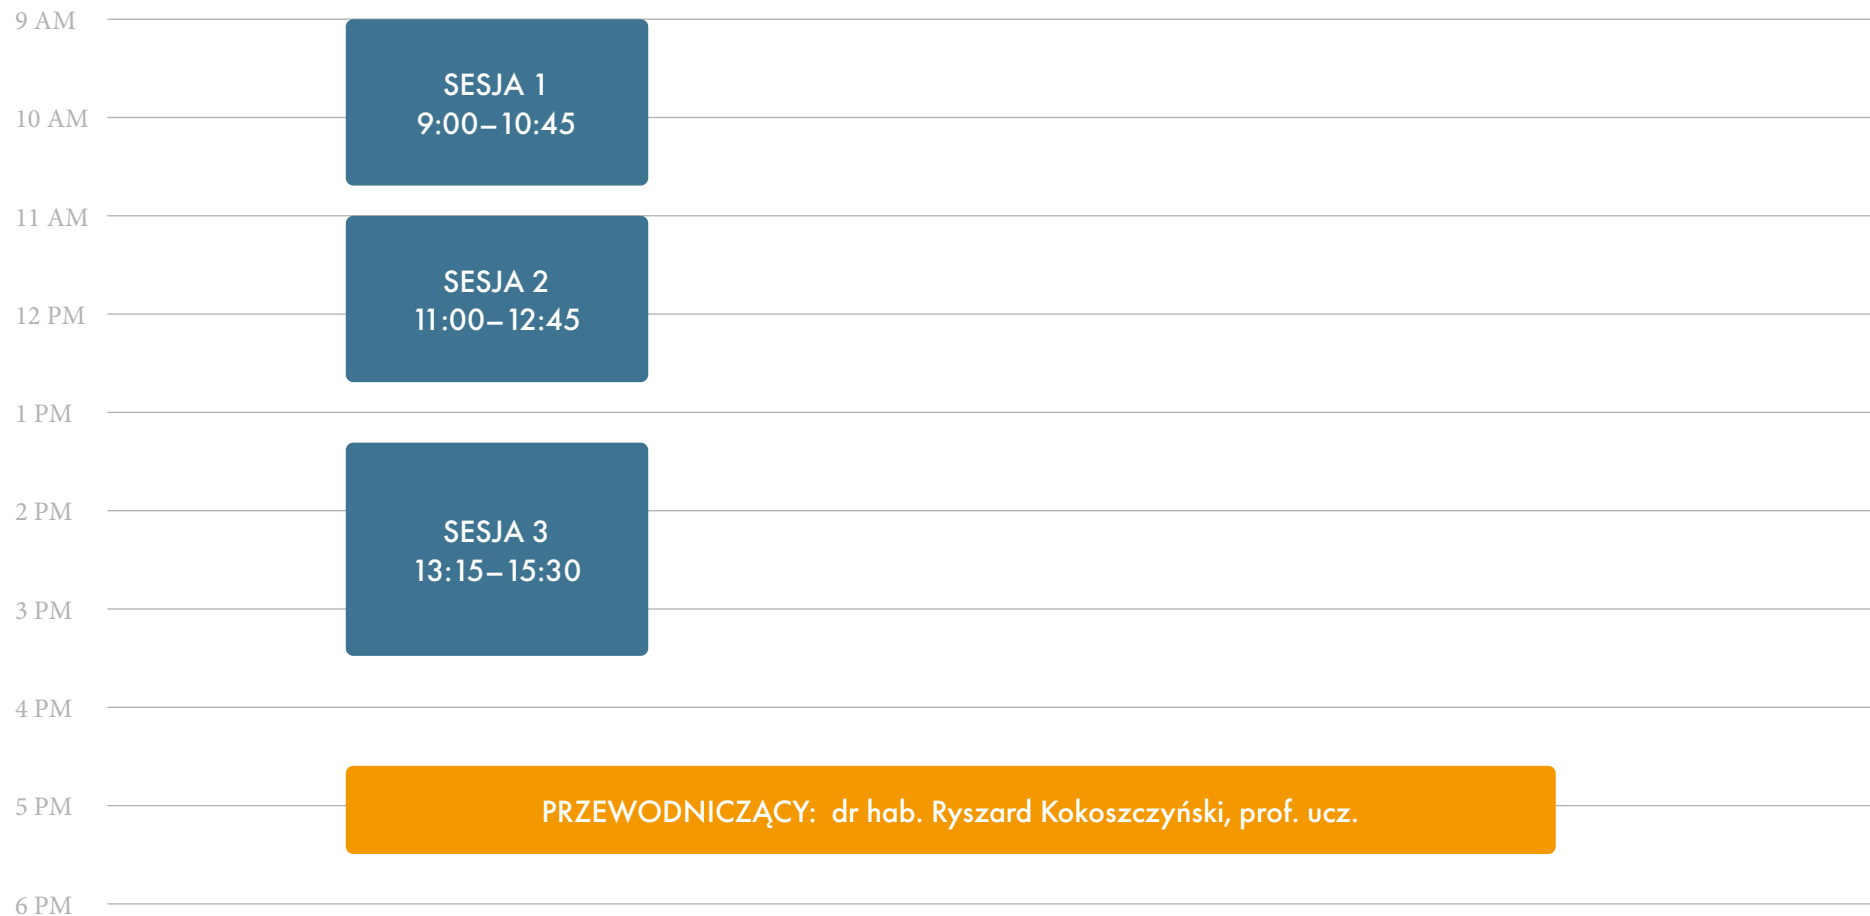 9 AM
SESJA 1
10 AM
9:00–10:45
11 AM
SESJA 2
12 PM
11:00–12:45
1 PM
2 PM
SESJA 3
13:15–15:30
3 PM
4 PM
5 PM
PRZEWODNICZĄCY: dr hab. Ryszard Kokoszczyński, prof. ucz.
6 PM